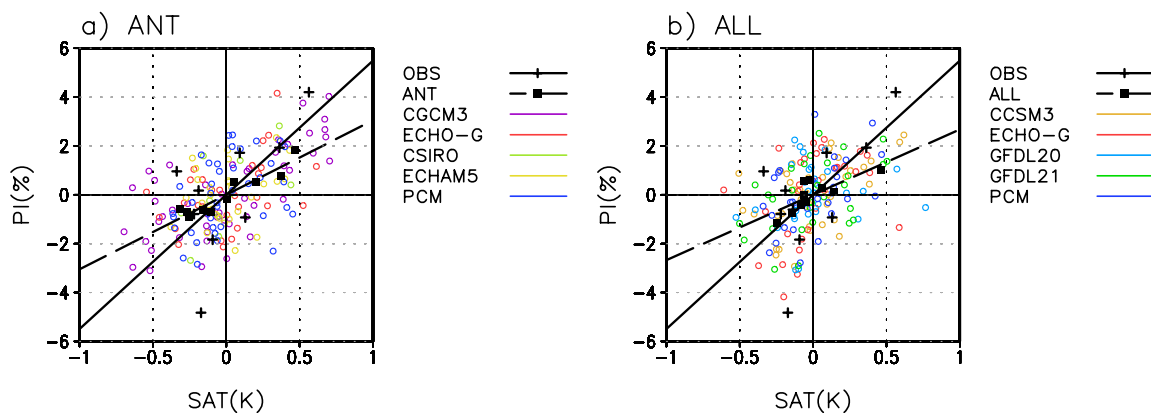 a) ANT
PI(%)
6
4
2
0
−2
−4
−6
−1
−0.5
0
0.5
1
SAT(K)
OBS
ANT
CGCM3
ECHO−G
CSIRO
ECHAM5
PCM
b) ALL
PI(%)
6
4
2
0
−2
−4
−6
−1
−0.5
0
0.5
1
SAT(K)
OBS
ALL
CCSM3
ECHO−G
GFDL20
GFDL21
PCM